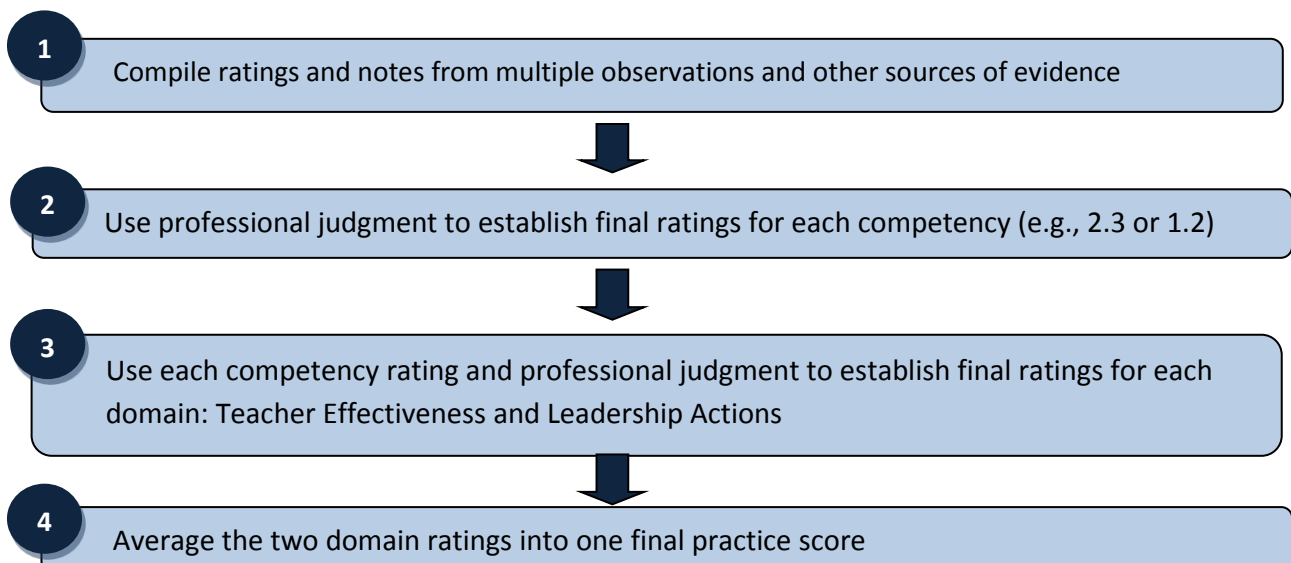 1
Compile ratings and notes from multiple observations and other sources of evidence
2
Use professional judgment to establish final ratings for each competency (e.g., 2.3 or 1.2)
3
Use each competency rating and professional judgment to establish final ratings for each
domain: Teacher Effectiveness and Leadership Actions
4
Average the two domain ratings into one final practice score